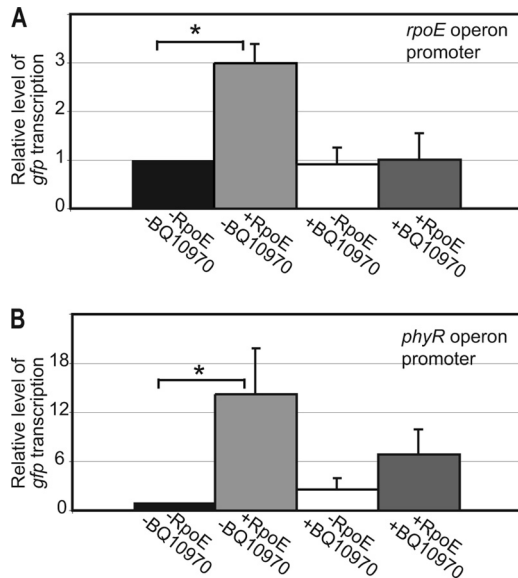 A
*
rpoE operon
promoter
Relative level of
gfp transcription
3
2
1
0
-RpoE
-BQ10970
+RpoE
-BQ10970
-RpoE
+BQ10970
+RpoE
+BQ10970
B
*
phyR operon
promoter
Relative level of
gfp transcription
18
12
6
0
-RpoE
-BQ10970
+RpoE
-BQ10970
-RpoE
+BQ10970
+RpoE
+BQ10970